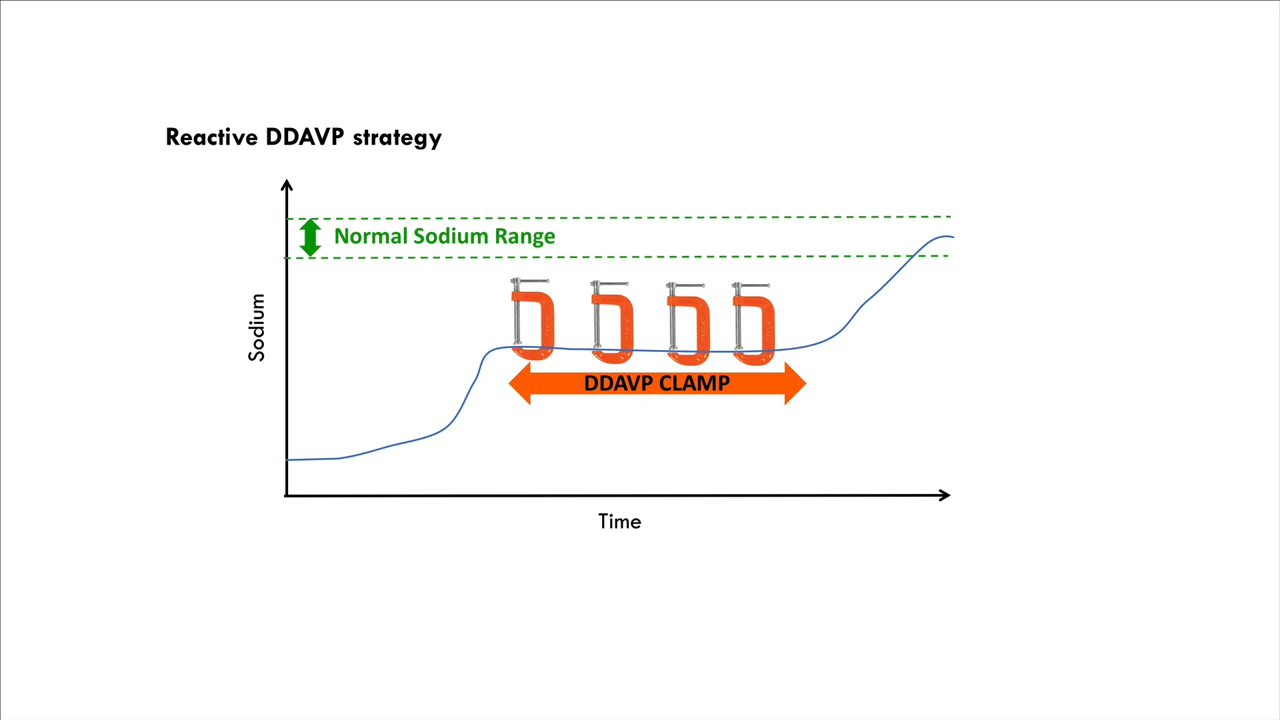 Reactive DDAVP strategy
Normal Sodium Range
Sodium
DDAVP CLAMP
Time